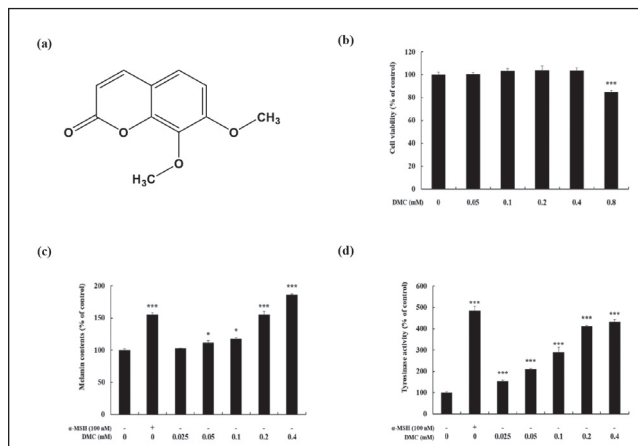 (a)
O
O
O
CH₃
O
H₃C
(b)
Cell viability (% of control)
120
100
80
60
40
20
0
***
DMC (mM) 0 0.05 0.1 0.2 0.4 0.8
(c)
Melanin contents (% of control)
200
150
100
50
0
*** * * *** ***
α-MSH (100 uM) - + - - - - -
DMC (mM) 0 0 0.025 0.05 0.1 0.2 0.4
(d)
Tyrosinase activity (% of control)
600
500
400
300
200
100
0
*** *** *** *** *** ***
α-MSH (100 uM) - + - - - - -
DMC (mM) 0 0 0.025 0.05 0.1 0.2 0.4